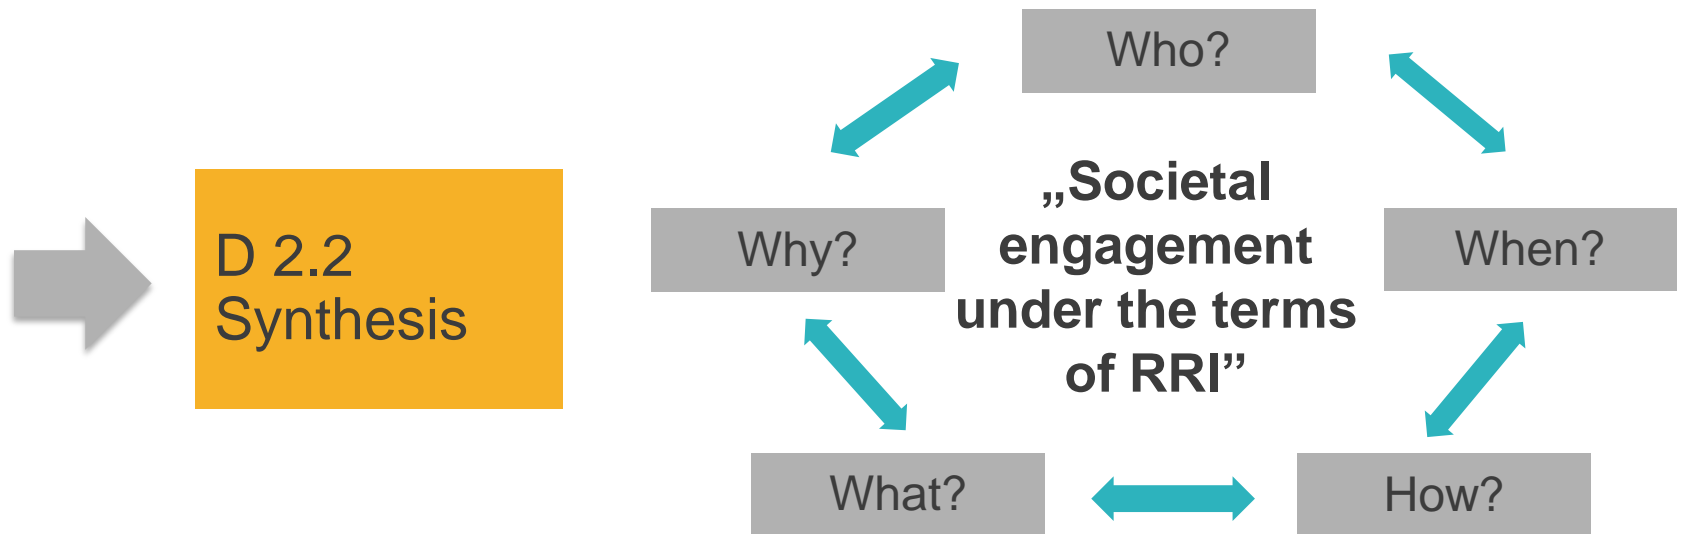 D 2.2
Synthesis
Who?
Why?
„Societal
engagement
under the terms
of RRI”
When?
What?
How?